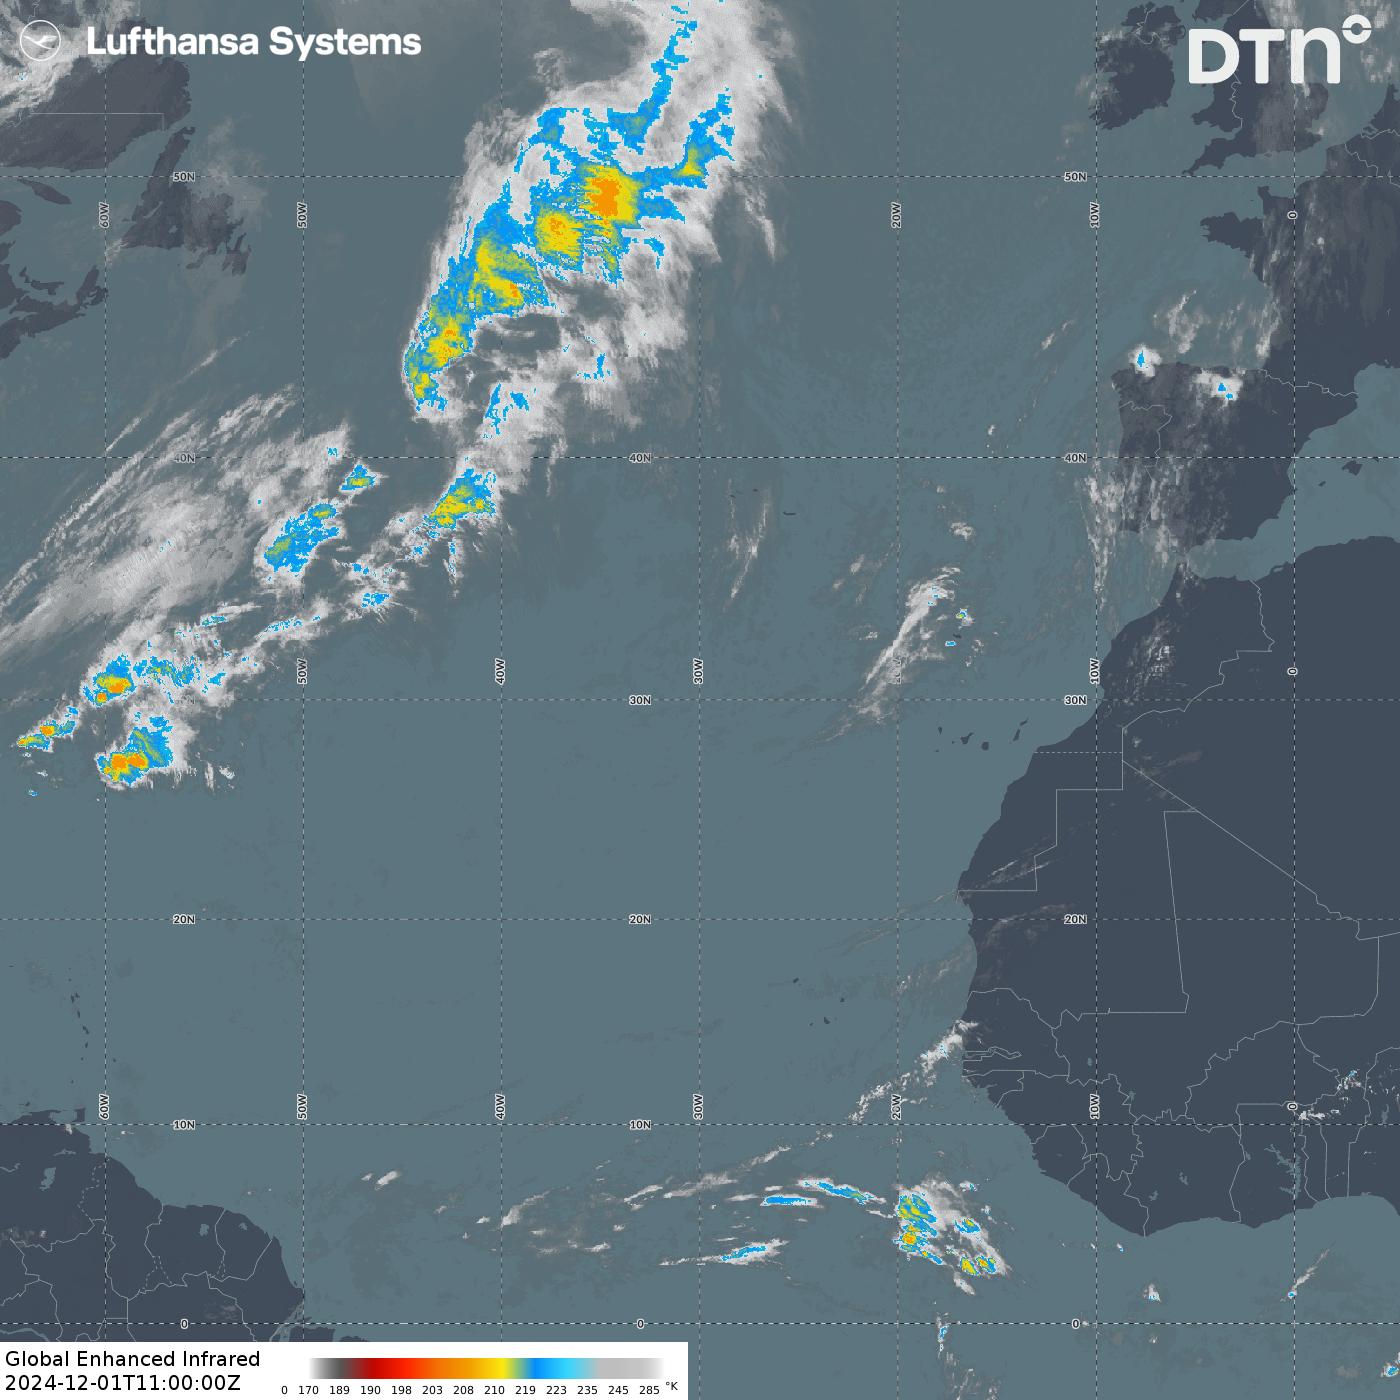 Lufthansa Systems
DTN
50N 50N
60W 50W 20W 10W 0
40N 40N 40N
50W 40W 30W 20W 10W 0
30N 30N
20N 20N 20N
60W 50W 40W 30W 20W 10W 0
10N 10N 10N
0 0 0
Global Enhanced Infrared
2024-12-01T11:00:00Z
0 170 189 190 198 203 208 210 219 223 235 245 285 °K